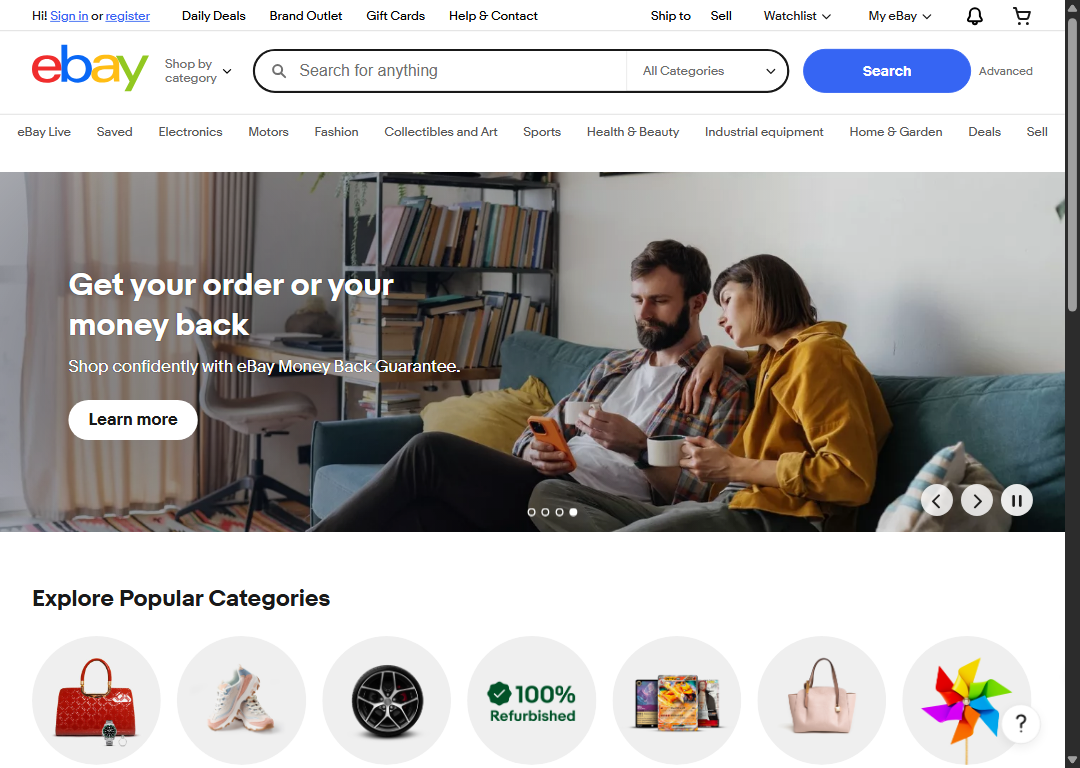 Hi! Sign in or register
Daily Deals
Brand Outlet
Gift Cards
Help & Contact
Ship to
Sell
Watchlist
My eBay
ebay
Shop by
category
Search for anything
All Categories
Search
Advanced
eBay Live
Saved
Electronics
Motors
Fashion
Collectibles and Art
Sports
Health & Beauty
Industrial equipment
Home & Garden
Deals
Sell
Get your order or your
money back
Shop confidently with eBay Money Back Guarantee.
Learn more
Explore Popular Categories
100%
Refurbished
?